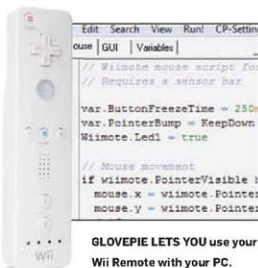 Edit Search View Run! CP-Settin
ouse GUI Variables
// Wiimote mouse script fo
// Requires a sensor bar
var.ButtonFreezeTime = 250m
var.PointerBump = KeepDown
Wiimote.Led1 = true
// Mouse movement
if wiimote.PointerVisible
mouse.x = wiimote.Pointer
mouse.y = wiimote.Pointer
Wii
GLOVEPIE LETS YOU use your
Wii Remote with your PC.